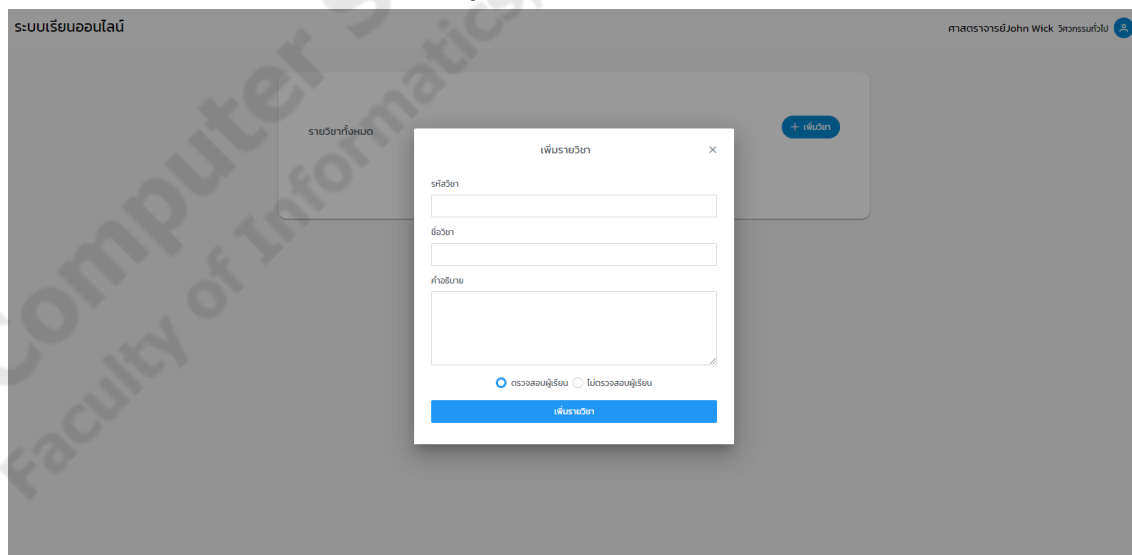 ระบบเรียนออนไลน์
ศาสตราจารย์John Wick วิศวกรรมทั่วไป
รายวิชาทั้งหมด
+ เพิ่มวิชา
เพิ่มรายวิชา
รหัสวิชา
ชื่อวิชา
คำอธิบาย
ตรวจสอบผู้เรียน ไม่ตรวจสอบผู้เรียน
เพิ่มรายวิชา
Computer S
Faculty of Informatics,